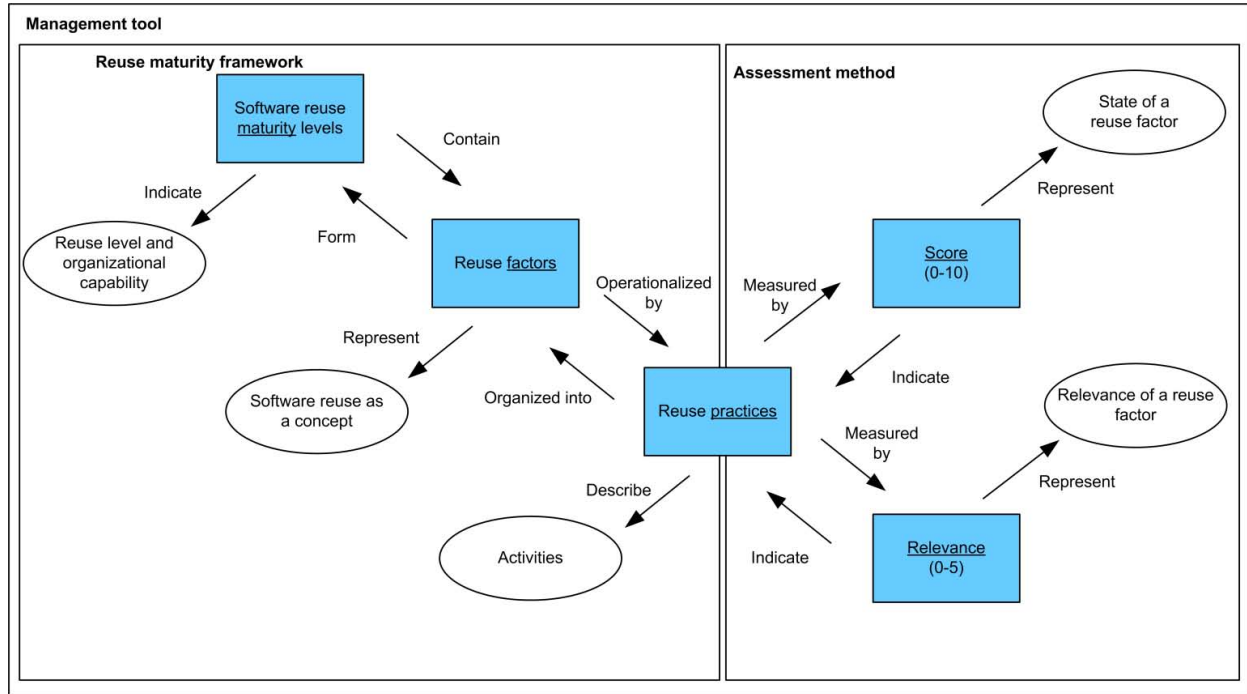 Management tool
Reuse maturity framework
Assessment method
Software reuse
maturity levels
Contain
Indicate
Form
Reuse level and
organizational
capability
Reuse factors
Operationalized
by
Represent
Organized into
Software reuse as
a concept
Reuse practices
Describe
Activities
State of a
reuse factor
Represent
Score
(0-10)
Measured
by
Indicate
Relevance of a reuse
factor
Measured
by
Represent
Indicate
Relevance
(0-5)